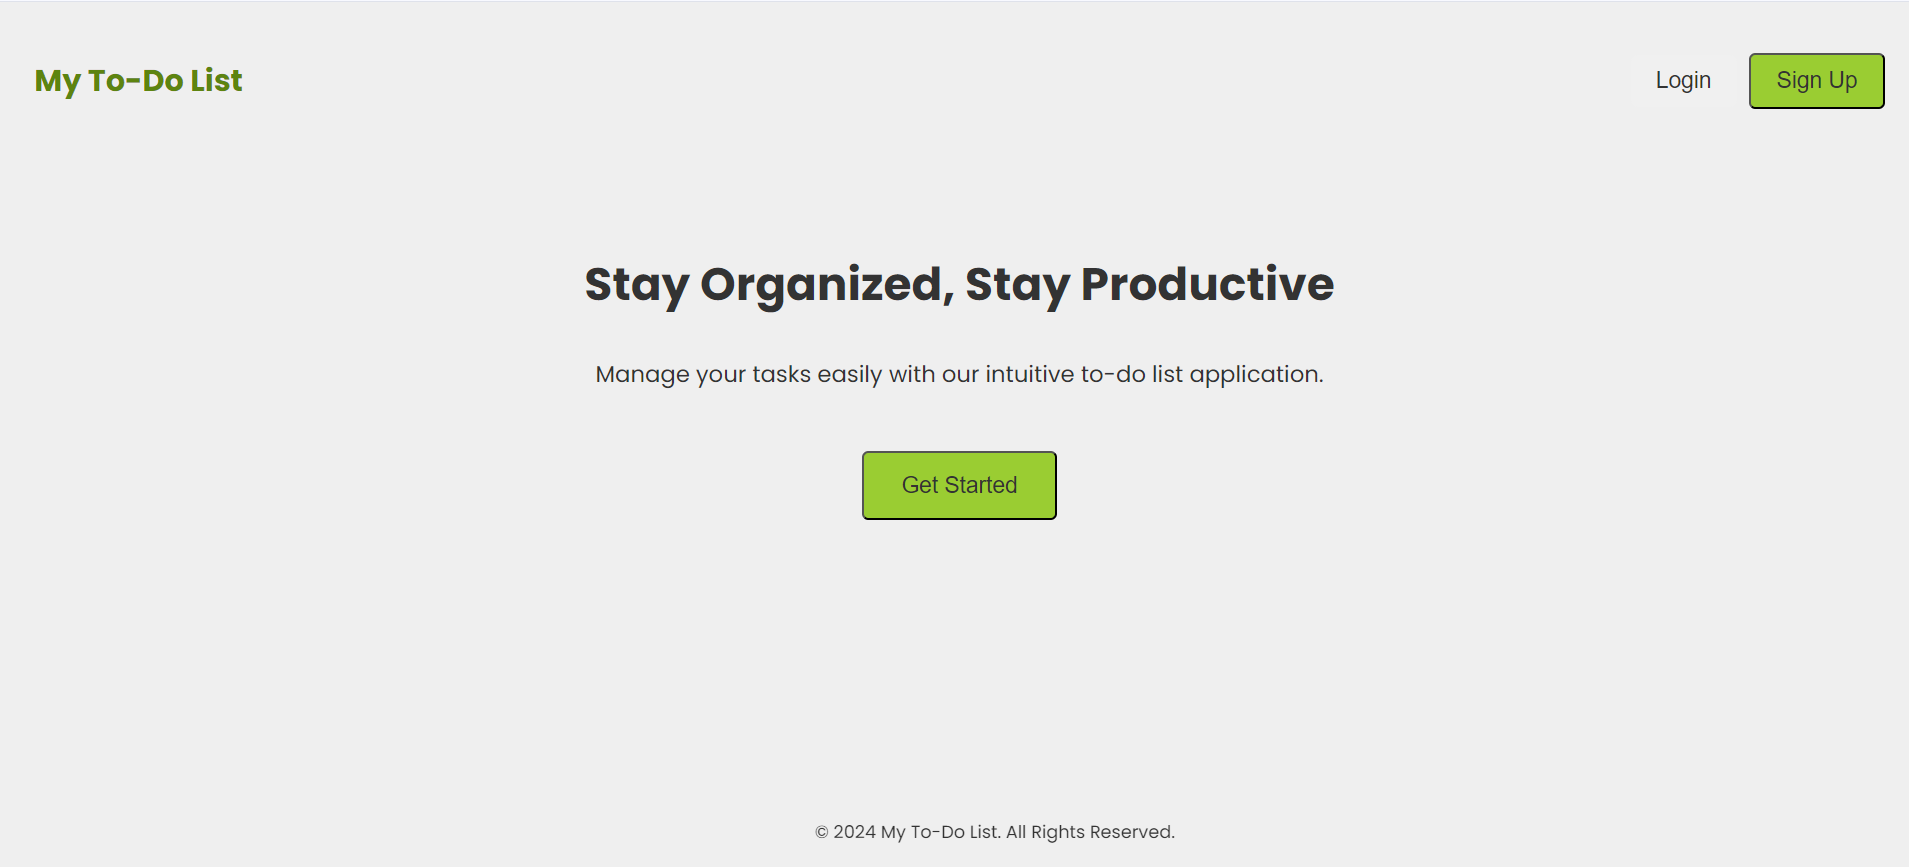 My To-Do List
Login
Sign Up
Stay Organized, Stay Productive
Manage your tasks easily with our intuitive to-do list application.
Get Started
© 2024 My To-Do List. All Rights Reserved.